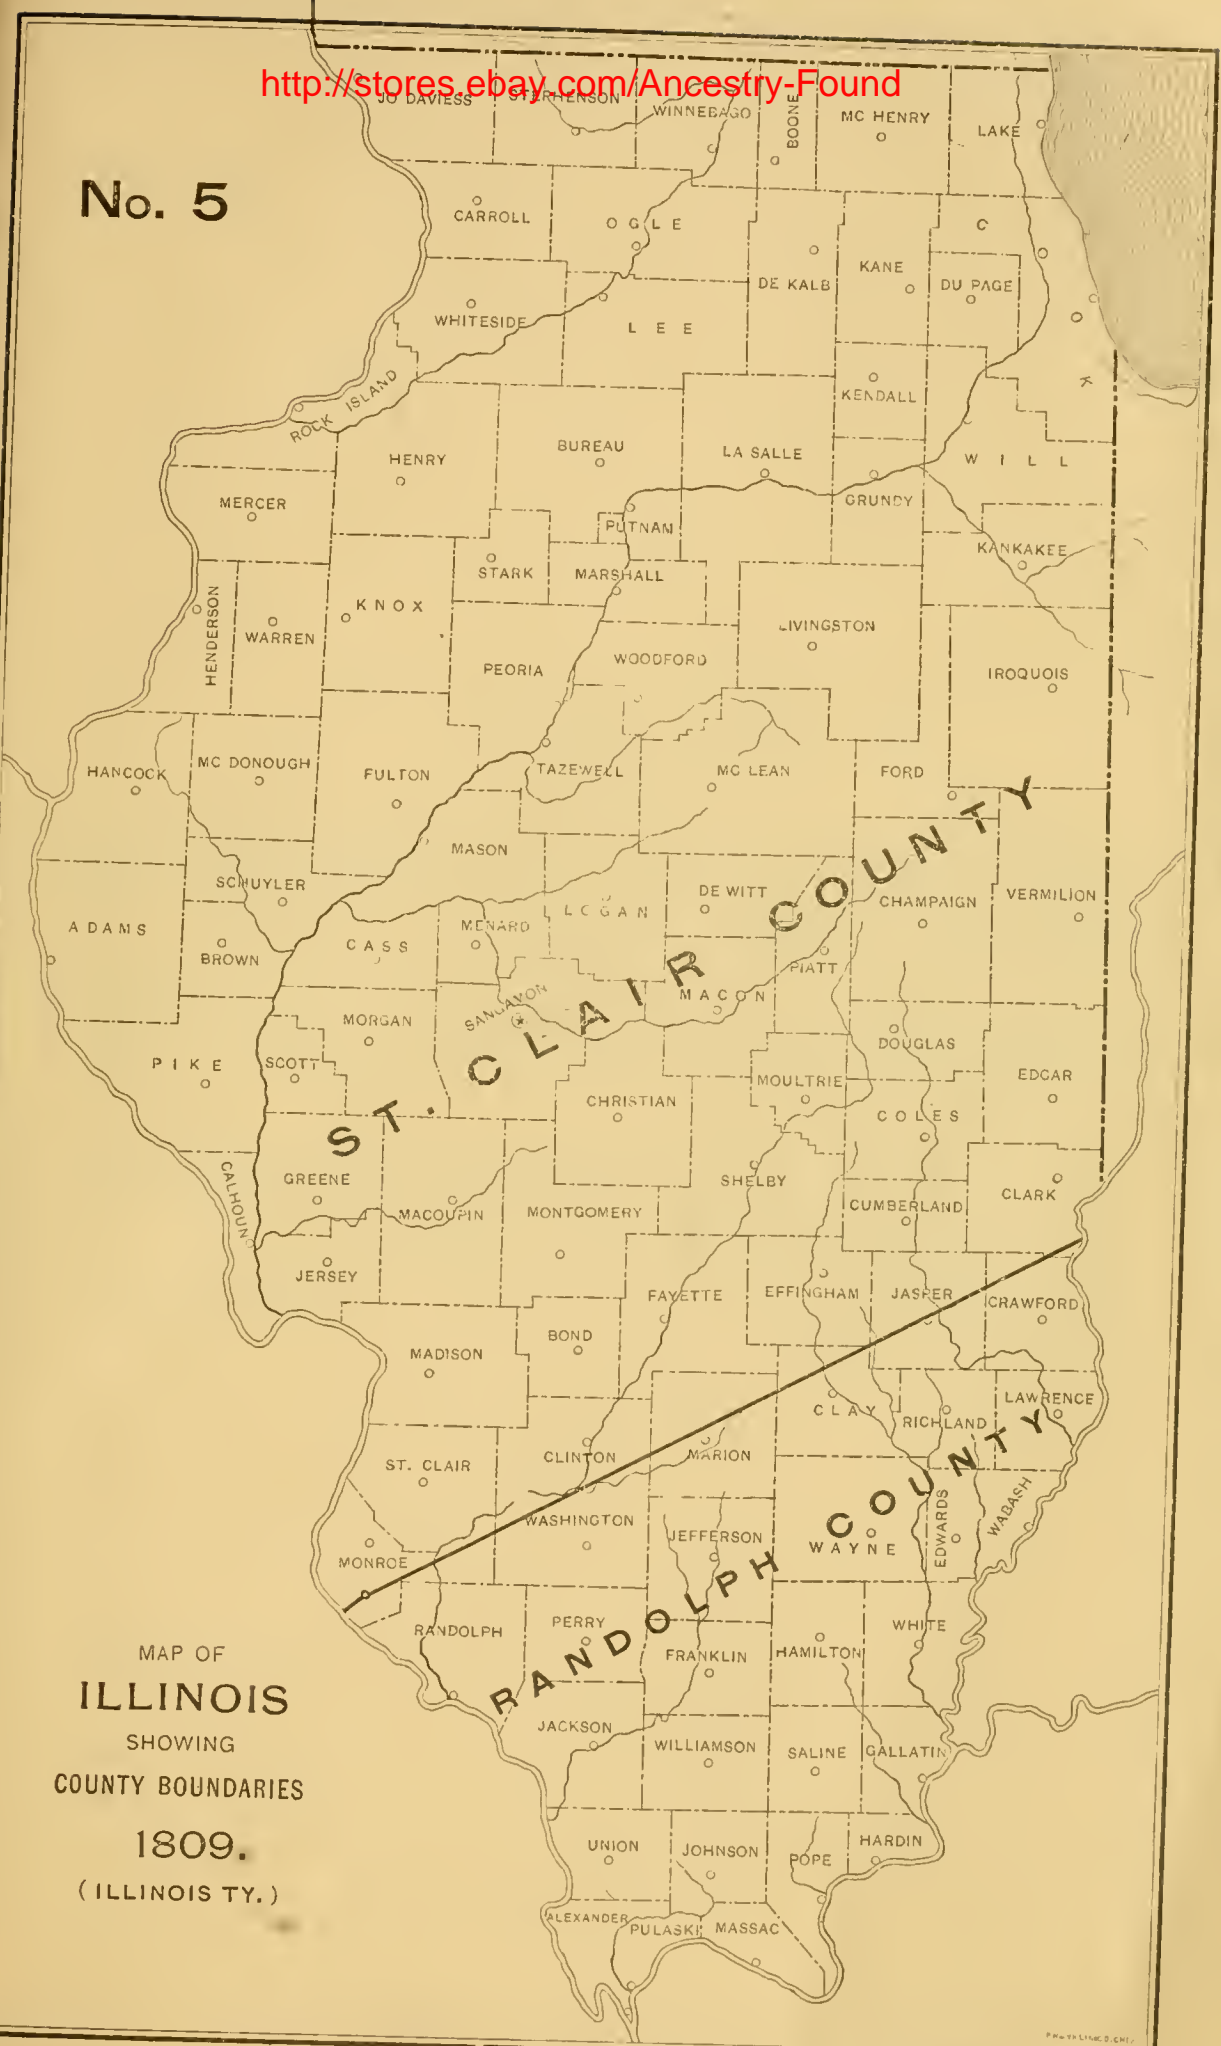 http://stores.ebay.com/Ancestry-Found
No. 5
JO DAVIESS
STEPHENSON
WINNEBAGO
BOONE
MC HENRY
LAKE
CARROLL
OGLE
DE KALB
KANE
DU PAGE
COOK
WHITESIDE
LEE
ROCK ISLAND
KENDALL
HENRY
BUREAU
LA SALLE
WILL
MERCER
PUTNAM
GRUNDY
KANKAKEE
STARK
MARSHALL
HENDERSON
WARREN
KNOX
LIVINGSTON
PEORIA
WOODFORD
IROQUOIS
HANCOCK
MC DONOUGH
FULTON
TAZEWELL
MC LEAN
FORD
MASON
SCHUYLER
DE WITT
CHAMPAIGN
VERMILION
ADAMS
BROWN
CASS
MENARD
LOGAN
PIATT
MACON
SANGAMON
MORGAN
PIKE
SCOTT
DOUGLAS
EDGAR
MOULTRIE
CHRISTIAN
COLES
ST. CLAIR COUNTY
GREENE
CALHOUN
MACOUPIN
MONTGOMERY
SHELBY
CUMBERLAND
CLARK
JERSEY
FAYETTE
EFFINGHAM
JASPER
CRAWFORD
BOND
MADISON
CLAY
RICHLAND
LAWRENCE
ST. CLAIR
CLINTON
MARION
WASHINGTON
JEFFERSON
WAYNE
EDWARDS
WABASH
MONROE
RANDOLPH COUNTY
RANDOLPH
PERRY
FRANKLIN
HAMILTON
WHITE
JACKSON
WILLIAMSON
SALINE
GALLATIN
UNION
JOHNSON
POPE
HARDIN
ALEXANDER
PULASKI
MASSAC
MAP OF
ILLINOIS
SHOWING
COUNTY BOUNDARIES
1809.
(ILLINOIS TY.)